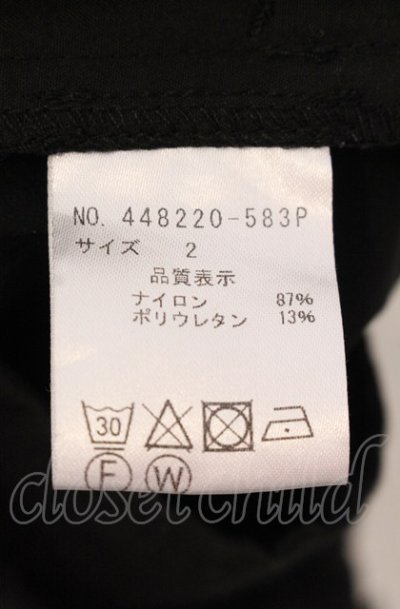 NO. 448220-583P
サイズ 2
品質表示
ナイロン 87%
ポリウレタン 13%
30
F W
closet child